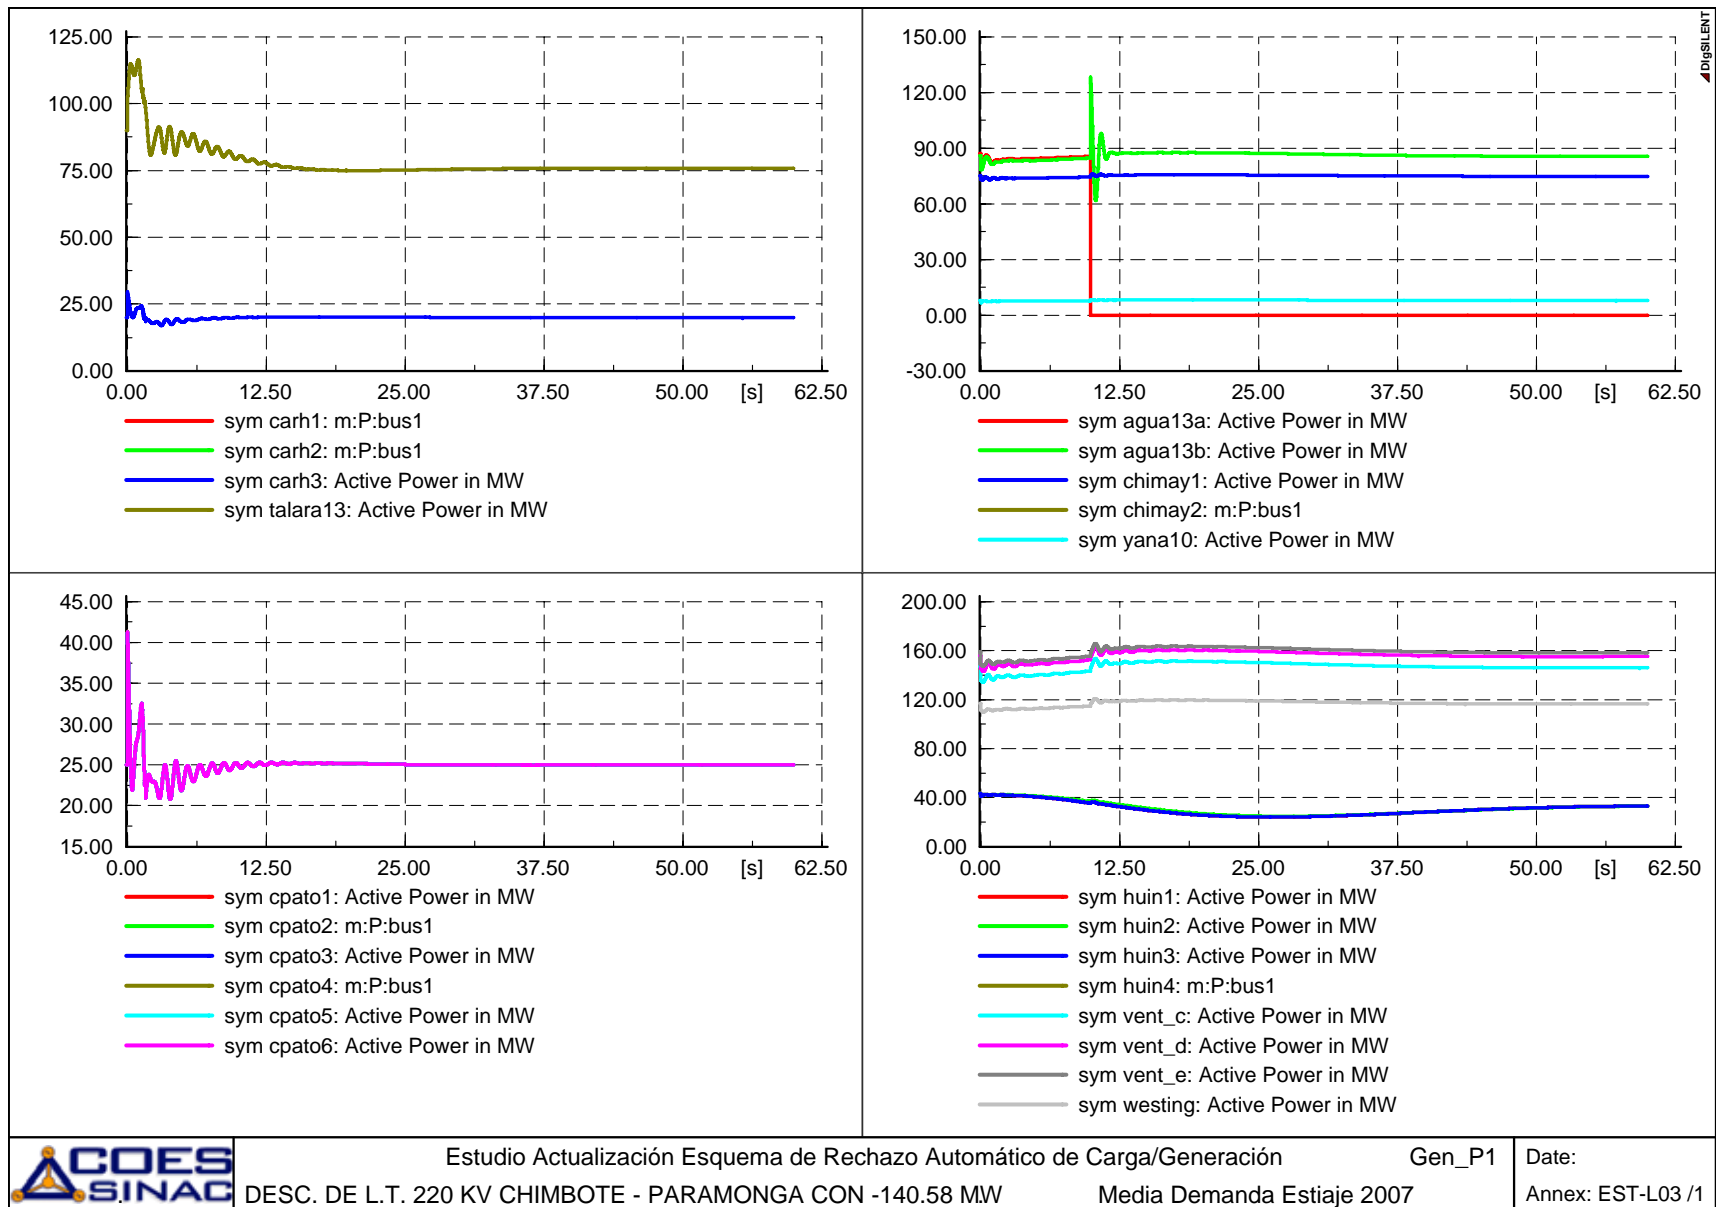 125.00
100.00
75.00
50.00
25.00
0.00
0.00 12.50 25.00 37.50 50.00 [s] 62.50
sym carh1: m:P:bus1
sym carh2: m:P:bus1
sym carh3: Active Power in MW
sym talara13: Active Power in MW
150.00
120.00
90.00
60.00
30.00
0.00
-30.00
0.00 12.50 25.00 37.50 50.00 [s] 62.50
sym agua13a: Active Power in MW
sym agua13b: Active Power in MW
sym chimay1: Active Power in MW
sym chimay2: m:P:bus1
sym yana10: Active Power in MW
DIgSILENT
45.00
40.00
35.00
30.00
25.00
20.00
15.00
0.00 12.50 25.00 37.50 50.00 [s] 62.50
sym cpato1: Active Power in MW
sym cpato2: m:P:bus1
sym cpato3: Active Power in MW
sym cpato4: m:P:bus1
sym cpato5: Active Power in MW
sym cpato6: Active Power in MW
200.00
160.00
120.00
80.00
40.00
0.00
0.00 12.50 25.00 37.50 50.00 [s] 62.50
sym huin1: Active Power in MW
sym huin2: Active Power in MW
sym huin3: Active Power in MW
sym huin4: m:P:bus1
sym vent_c: Active Power in MW
sym vent_d: Active Power in MW
sym vent_e: Active Power in MW
sym westing: Active Power in MW
COES
SINAC
Estudio Actualización Esquema de Rechazo Automático de Carga/Generación Gen_P1
DESC. DE L.T. 220 KV CHIMBOTE - PARAMONGA CON -140.58 MW Media Demanda Estiaje 2007
Date:
Annex: EST-L03 /1